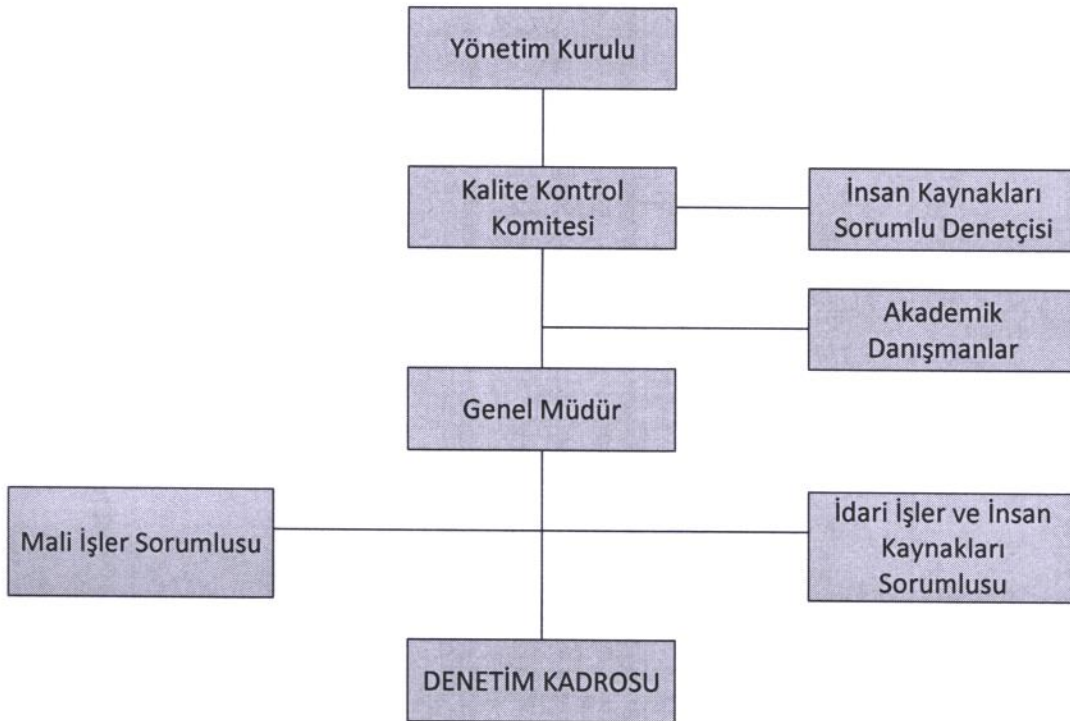 Yönetim Kurulu
Kalite Kontrol
Komitesi
İnsan Kaynakları
Sorumlu Denetçisi
Akademik
Danışmanlar
Genel Müdür
Mali İşler Sorumlusu
İdari İşler ve İnsan
Kaynakları
Sorumlusu
DENETİM KADROSU